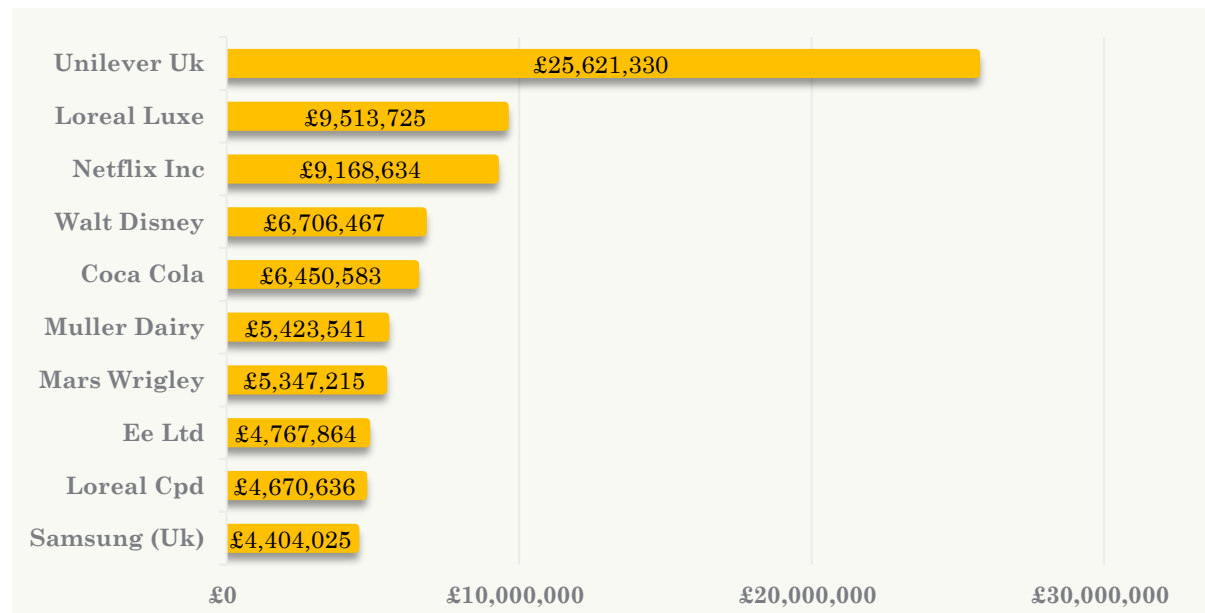 Unilever Uk £25,621,330
Loreal Luxe £9,513,725
Netflix Inc £9,168,634
Walt Disney £6,706,467
Coca Cola £6,450,583
Muller Dairy £5,423,541
Mars Wrigley £5,347,215
Ee Ltd £4,767,864
Loreal Cpd £4,670,636
Samsung (Uk) £4,404,025
£0 £10,000,000 £20,000,000 £30,000,000